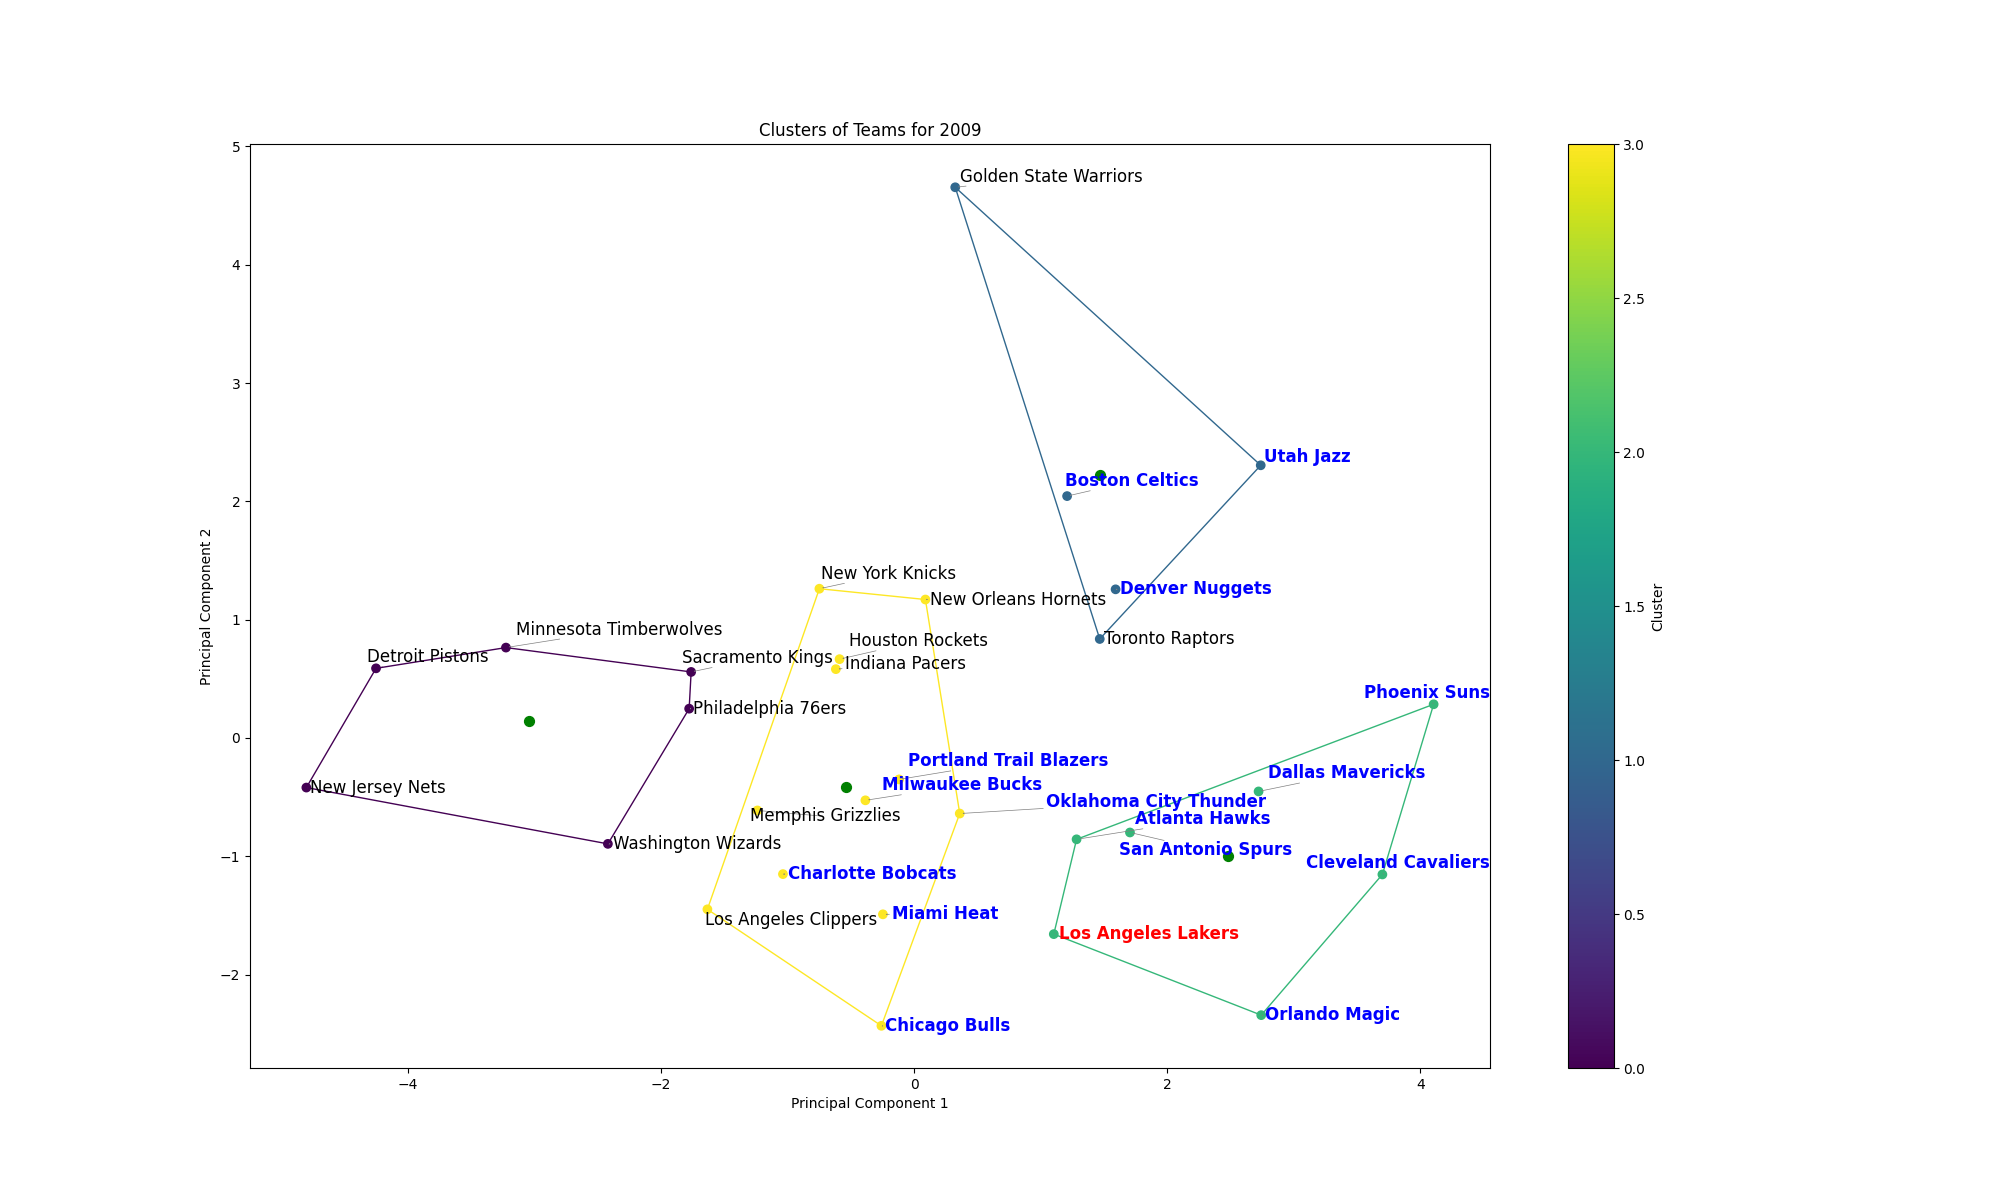 Clusters of Teams for 2009
5
4
3
2
1
0
−1
−2
Principal Component 2
Golden State Warriors
Utah Jazz
Boston Celtics
New York Knicks
Denver Nuggets
New Orleans Hornets
Minnesota Timberwolves
Toronto Raptors
Houston Rockets
Detroit Pistons
Sacramento Kings
Indiana Pacers
Phoenix Suns
Philadelphia 76ers
Portland Trail Blazers
Dallas Mavericks
Milwaukee Bucks
New Jersey Nets
Oklahoma City Thunder
Memphis Grizzlies
Atlanta Hawks
Washington Wizards
San Antonio Spurs
Cleveland Cavaliers
Charlotte Bobcats
Miami Heat
Los Angeles Clippers
Los Angeles Lakers
Orlando Magic
Chicago Bulls
−4
−2
0
2
4
Principal Component 1
3.0
2.5
2.0
1.5
1.0
0.5
0.0
Cluster